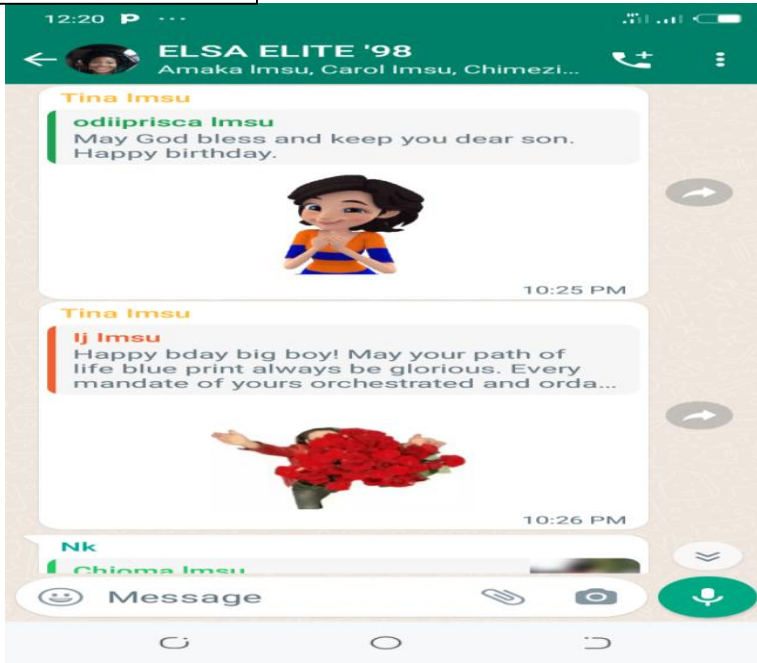 12:20 P ...
ELSA ELITE '98
Amaka Imsu, Carol Imsu, Chimezi...
Tina Imsu
odiiprisca Imsu
May God bless and keep you dear son.
Happy birthday.
10:25 PM
Tina Imsu
Ij Imsu
Happy bday big boy! May your path of
life blue print always be glorious. Every
mandate of yours orchestrated and orda...
10:26 PM
Nk
Chioma Imsu
Message